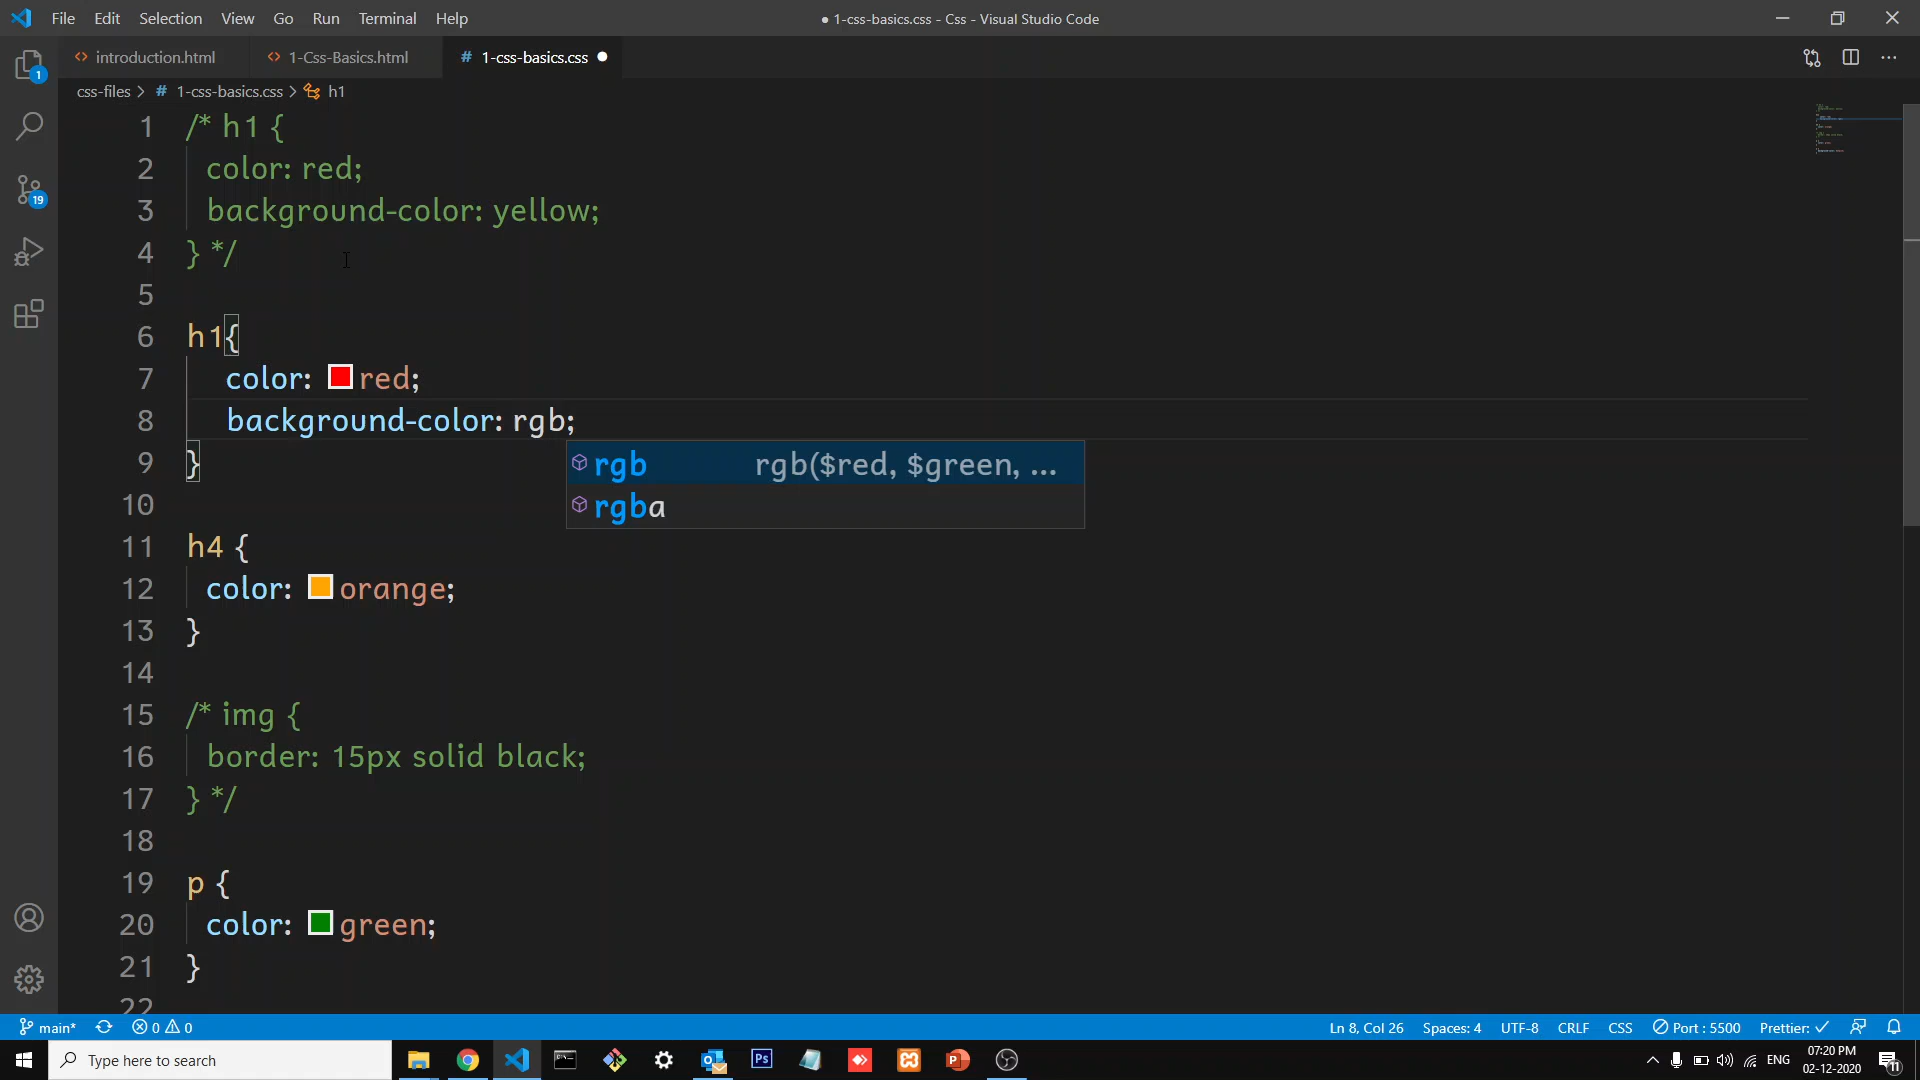 File Edit Selection View Go Run Terminal Help
● 1-css-basics.css - Css - Visual Studio Code
introduction.html
1-Css-Basics.html
# 1-css-basics.css ●
css-files > # 1-css-basics.css > h1
1 /* h1 {
2 color: red;
3 background-color: yellow;
4 } */
5
6 h1{
7 color: red;
8 background-color: rgb;
9 }
rgb rgb($red, $green, ...
rgba
10
11 h4 {
12 color: orange;
13 }
14
15 /* img {
16 border: 15px solid black;
17 } */
18
19 p {
20 color: green;
21 }
22
1
19
main* 0 0
Ln 8, Col 26 Spaces: 4 UTF-8 CRLF CSS Port : 5500 Prettier: ✓
Type here to search
Ps
ENG
07:20 PM
02-12-2020
11